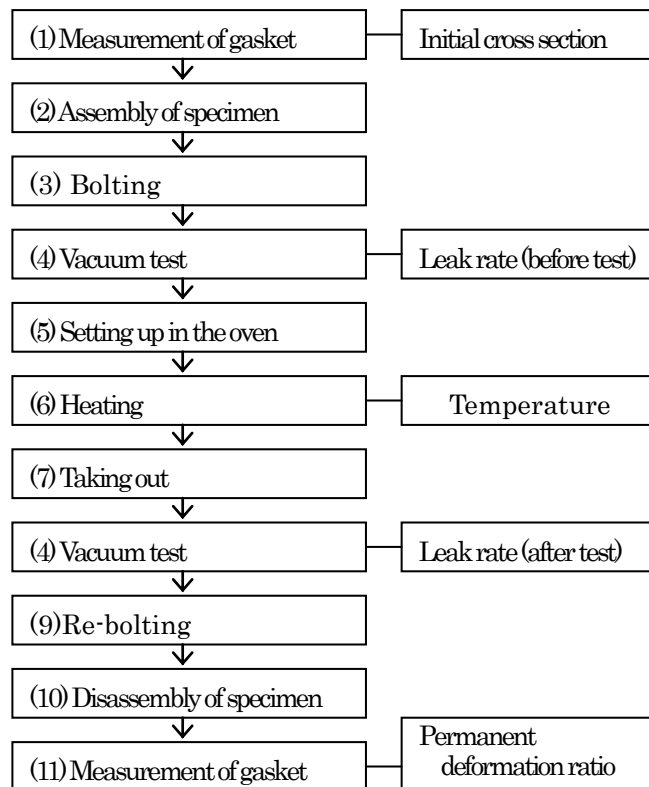 (1) Measurement of gasket
Initial cross section
(2) Assembly of specimen
(3) Bolting
(4) Vacuum test
Leak rate (before test)
(5) Setting up in the oven
(6) Heating
Temperature
(7) Taking out
(4) Vacuum test
Leak rate (after test)
(9) Re-bolting
(10) Disassembly of specimen
(11) Measurement of gasket
Permanent
deformation ratio